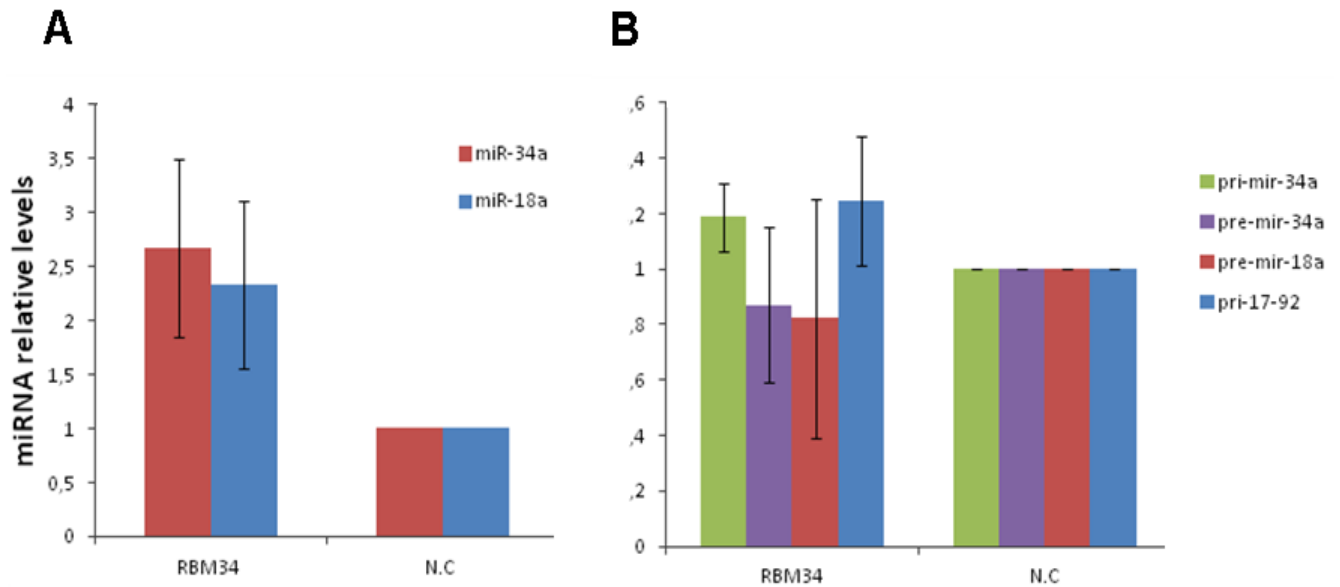 A
miRNA relative levels
4
3,5
3
2,5
2
1,5
1
0,5
0
RBM34
N.C
miR-34a
miR-18a
B
,6
,4
,2
1
,8
,6
,4
,2
0
RBM34
N.C
pri-mir-34a
pre-mir-34a
pre-mir-18a
pri-17-92